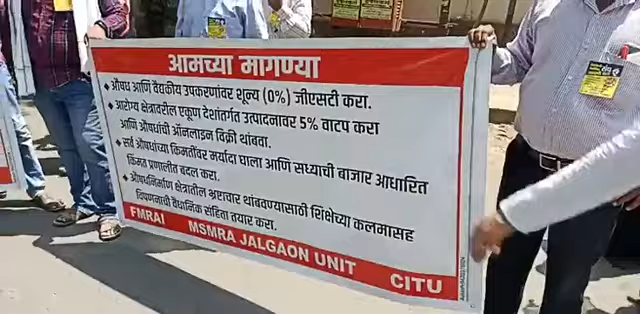 आमच्या मागण्या
औषध आणि वैद्यकीय उपकरणांवर शून्य (0%) जीएसटी करा.
आरोग्य क्षेत्रावरील एकूण देशांतर्गत उत्पादनावर 5% वाटप करा
आणि औषधांची ऑनलाइन विक्री थांबवा.
सर्व औषधांच्या किमतींवर मर्यादा घाला आणि सध्याची बाजार आधारित
किंमत प्रणालीत बदल करा.
औषधनिर्माण क्षेत्रातील भ्रष्टाचार थांबवण्यासाठी शिक्षेच्या कलमासह
विपणनाची वैधानिक संहिता तयार करा.
FMRAI MSMRA JALGAON UNIT CITU